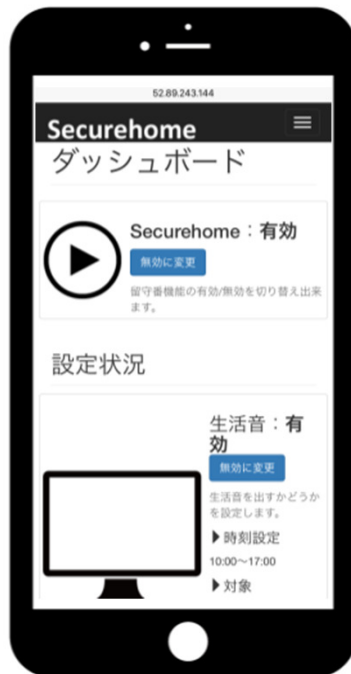 52.89.243.144
Securehome
ダッシュボード
Securehome：有効
無効に変更
留守番機能の有効/無効を切り替え出来
ます。
設定状況
生活音：有
効
無効に変更
生活音を出すかどうか
を設定します。
▶時刻設定
10:00〜17:00
▶対象